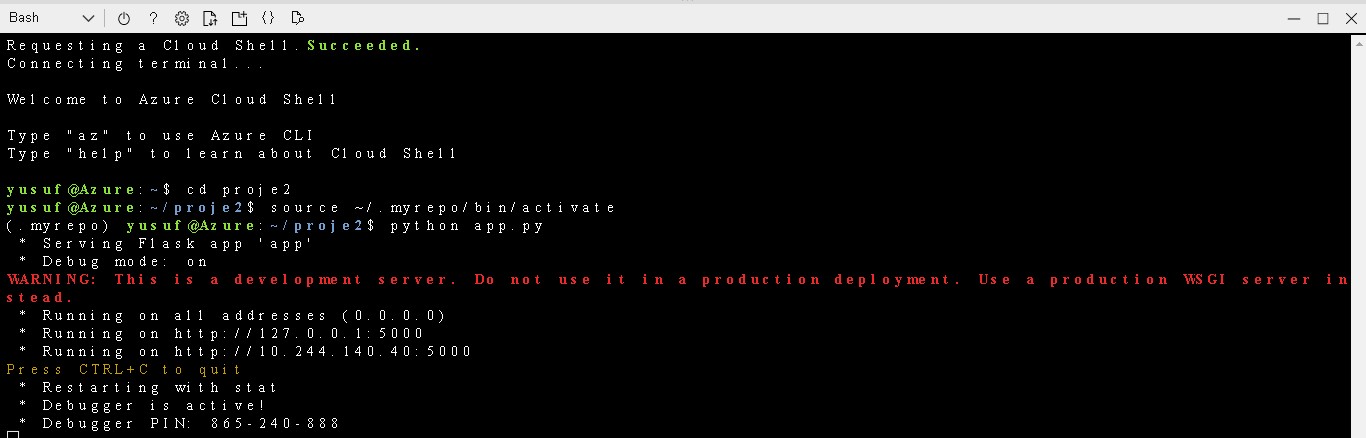 Bash
Requesting a Cloud Shell.Succeeded.
Connecting terminal...
Welcome to Azure Cloud Shell
Type "az" to use Azure CLI
Type "help" to learn about Cloud Shell
yusuf@Azure:~$ cd proje2
yusuf@Azure:~/proje2$ source ~/.myrepo/bin/activate
(.myrepo) yusuf@Azure:~/proje2$ python app.py
 * Serving Flask app 'app'
 * Debug mode: on
WARNING: This is a development server. Do not use it in a production deployment. Use a production WSGI server in
stead.
 * Running on all addresses (0.0.0.0)
 * Running on http://127.0.0.1:5000
 * Running on http://10.244.140.40:5000
Press CTRL+C to quit
 * Restarting with stat
 * Debugger is active!
 * Debugger PIN: 865-240-888